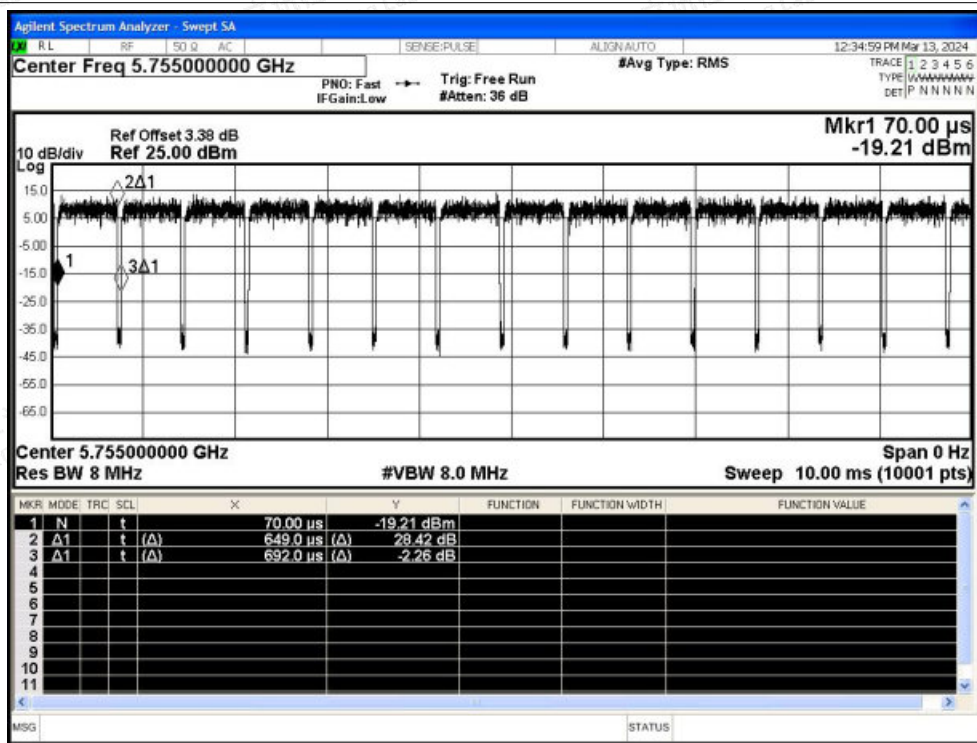 Agilent Spectrum Analyzer - Swept SA
RL RF 50 Ω AC SENSE:PULSE ALIGN AUTO 12:34:59 PM Mar 13, 2024
Center Freq 5.755000000 GHz #Avg Type: RMS TRACE 1 2 3 4 5 6
PNO: Fast Trig: Free Run TYPE
IFGain:Low #Atten: 36 dB DET P N N N N N
Mkr1 70.00 µs
Ref Offset 3.38 dB
10 dB/div Ref 25.00 dBm -19.21 dBm
Log
15.0
2Δ1
5.00
-5.00
1
3Δ1
-15.0
-25.0
-35.0
-45.0
-55.0
-65.0
Center 5.755000000 GHz Span 0 Hz
Res BW 8 MHz #VBW 8.0 MHz Sweep 10.00 ms (10001 pts)
MKR MODE TRC SCL X Y FUNCTION FUNCTION WIDTH FUNCTION VALUE
1 N t 70.00 µs -19.21 dBm
2 Δ1 t (Δ) 649.0 µs (Δ) 28.42 dB
3 Δ1 t (Δ) 692.0 µs (Δ) -2.26 dB
4
5
6
7
8
9
10
11
MSG STATUS